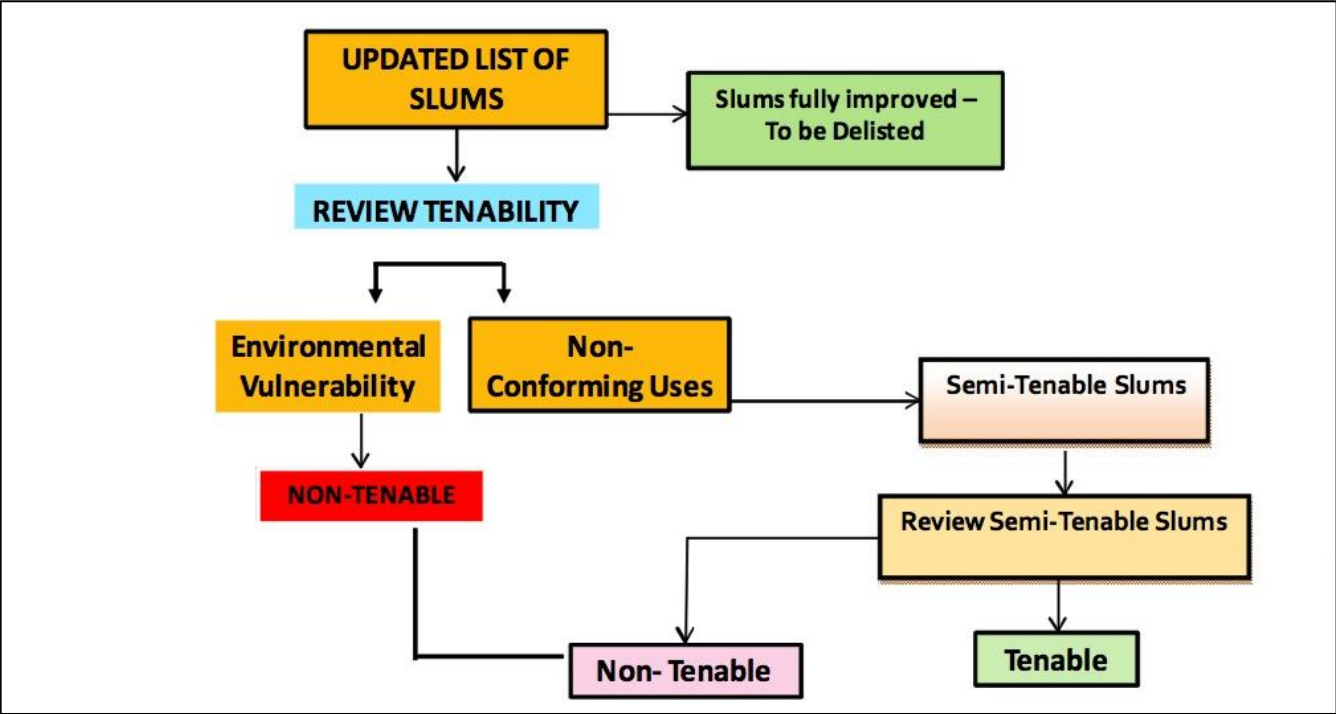 UPDATED LIST OF
SLUMS
Slums fully improved –
To be Delisted
REVIEW TENABILITY
Environmental
Vulnerability
Non-
Conforming Uses
Semi-Tenable Slums
NON-TENABLE
Review Semi-Tenable Slums
Non- Tenable
Tenable